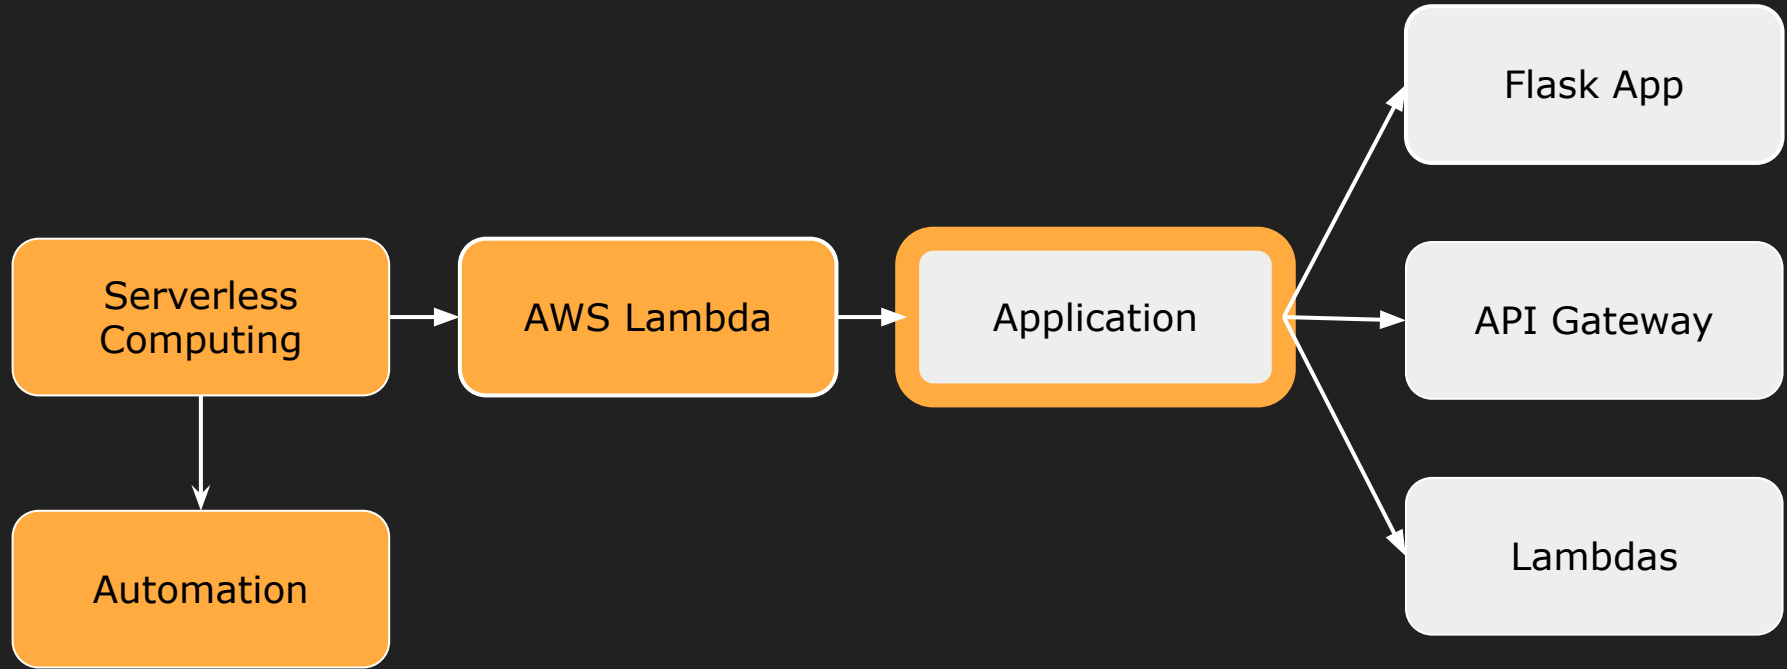 Flask App
Serverless
Computing
AWS Lambda
Application
API Gateway
Automation
Lambdas